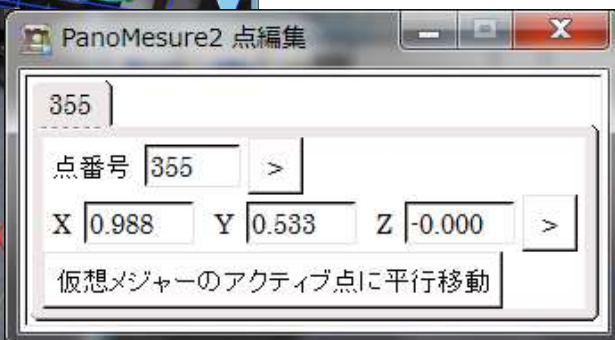 PanoMesure2 点編集
355
点番号 355 >
X 0.988 Y 0.533 Z -0.000 >
仮想メジャーのアクティブ点に平行移動